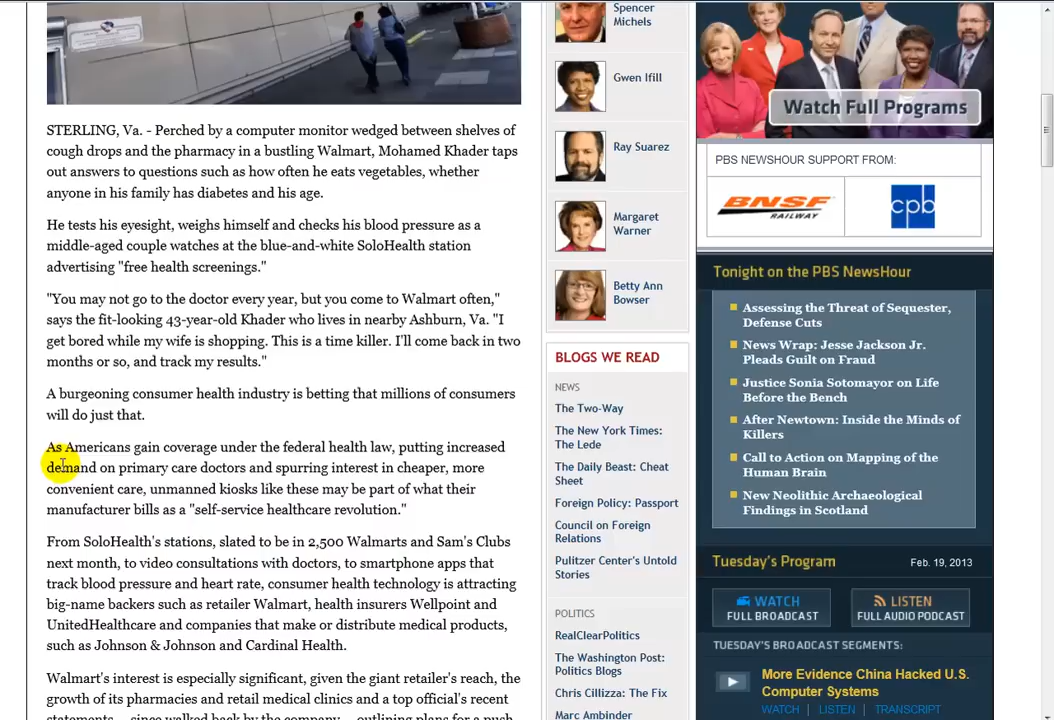 STERLING, Va. - Perched by a computer monitor wedged between shelves of
cough drops and the pharmacy in a bustling Walmart, Mohamed Khader taps
out answers to questions such as how often he eats vegetables, whether
anyone in his family has diabetes and his age.
He tests his eyesight, weighs himself and checks his blood pressure as a
middle-aged couple watches at the blue-and-white SoloHealth station
advertising "free health screenings."
"You may not go to the doctor every year, but you come to Walmart often,"
says the fit-looking 43-year-old Khader who lives in nearby Ashburn, Va. "I
get bored while my wife is shopping. This is a time killer. I'll come back in two
months or so, and track my results."
A burgeoning consumer health industry is betting that millions of consumers
will do just that.
As Americans gain coverage under the federal health law, putting increased
demand on primary care doctors and spurring interest in cheaper, more
convenient care, unmanned kiosks like these may be part of what their
manufacturer bills as a "self-service healthcare revolution."
From SoloHealth's stations, slated to be in 2,500 Walmarts and Sam's Clubs
next month, to video consultations with doctors, to smartphone apps that
track blood pressure and heart rate, consumer health technology is attracting
big-name backers such as retailer Walmart, health insurers Wellpoint and
UnitedHealthcare and companies that make or distribute medical products,
such as Johnson & Johnson and Cardinal Health.
Walmart's interest is especially significant, given the giant retailer's reach, the
growth of its pharmacies and retail medical clinics and a top official's recent
statements -- since walked back by the company -- outlining plans for a push
Spencer
Michels
Gwen Ifill
Ray Suarez
Margaret
Warner
Betty Ann
Bowser
BLOGS WE READ
NEWS
The Two-Way
The New York Times:
The Lede
The Daily Beast: Cheat
Sheet
Foreign Policy: Passport
Council on Foreign
Relations
Pulitzer Center's Untold
Stories
POLITICS
RealClearPolitics
The Washington Post:
Politics Blogs
Chris Cillizza: The Fix
Marc Ambinder
Watch Full Programs
PBS NEWSHOUR SUPPORT FROM:
BNSF
RAILWAY
cpb
Tonight on the PBS NewsHour
Assessing the Threat of Sequester,
Defense Cuts
News Wrap: Jesse Jackson Jr.
Pleads Guilt on Fraud
Justice Sonia Sotomayor on Life
Before the Bench
After Newtown: Inside the Minds of
Killers
Call to Action on Mapping of the
Human Brain
New Neolithic Archaeological
Findings in Scotland
Tuesday's Program Feb. 19, 2013
WATCH
FULL BROADCAST
LISTEN
FULL AUDIO PODCAST
TUESDAY'S BROADCAST SEGMENTS:
More Evidence China Hacked U.S.
Computer Systems
WATCH | LISTEN | TRANSCRIPT